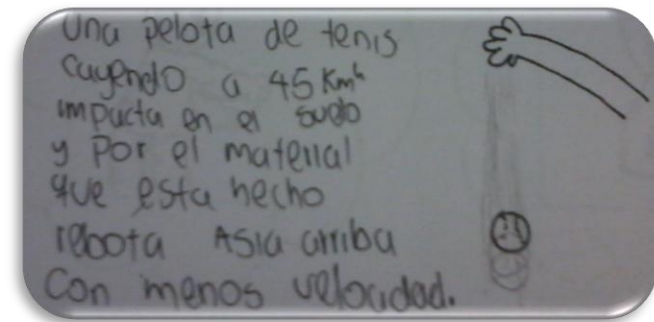 Una pelota de tenis
cayendo a 45 Kmh
impacta en el suelo
y Por el material
que esta hecho
rebota Asia arriba
Con menos velocidad.